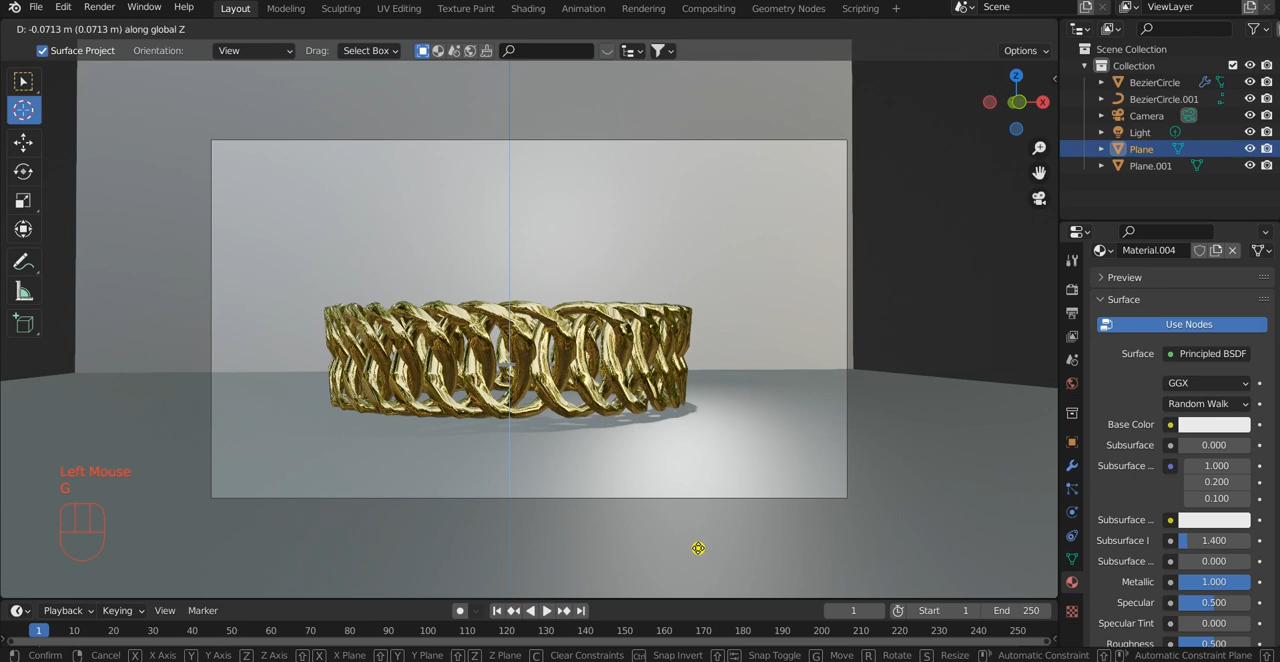 File Edit Render Window Help Layout Modeling Sculpting UV Editing Texture Paint Shading Animation Rendering Compositing Geometry Nodes Scripting + Scene ViewLayer
D: -0.0713 m (0.0713 m) along global Z
Surface Project Orientation: View Drag: Select Box Options
Scene Collection
Collection
BezierCircle
BezierCircle.001
Camera
Light
Plane
Plane.001
Z
X
Material.004
Preview
Surface
Use Nodes
Surface Principled BSDF
GGX
Random Walk
Base Color
Subsurface 0.000
Subsurface ... 1.000
0.200
0.100
Subsurface ...
Subsurface I 1.400
Subsurface ... 0.000
Metallic 1.000
Specular 0.500
Specular Tint 0.000
Roughness 0.500
Left Mouse
G
Playback Keying View Marker 1 Start 1 End 250
1 10 20 30 40 50 60 70 80 90 100 110 120 130 140 150 160 170 180 190 200 210 220 230 240 250
Confirm Cancel X X Axis Y Y Axis Z Z Axis X X Plane Y Y Plane Z Z Plane C Clear Constraints Ctrl Snap Invert Snap Toggle G Move R Rotate S Resize Automatic Constraint Automatic Constraint Plane